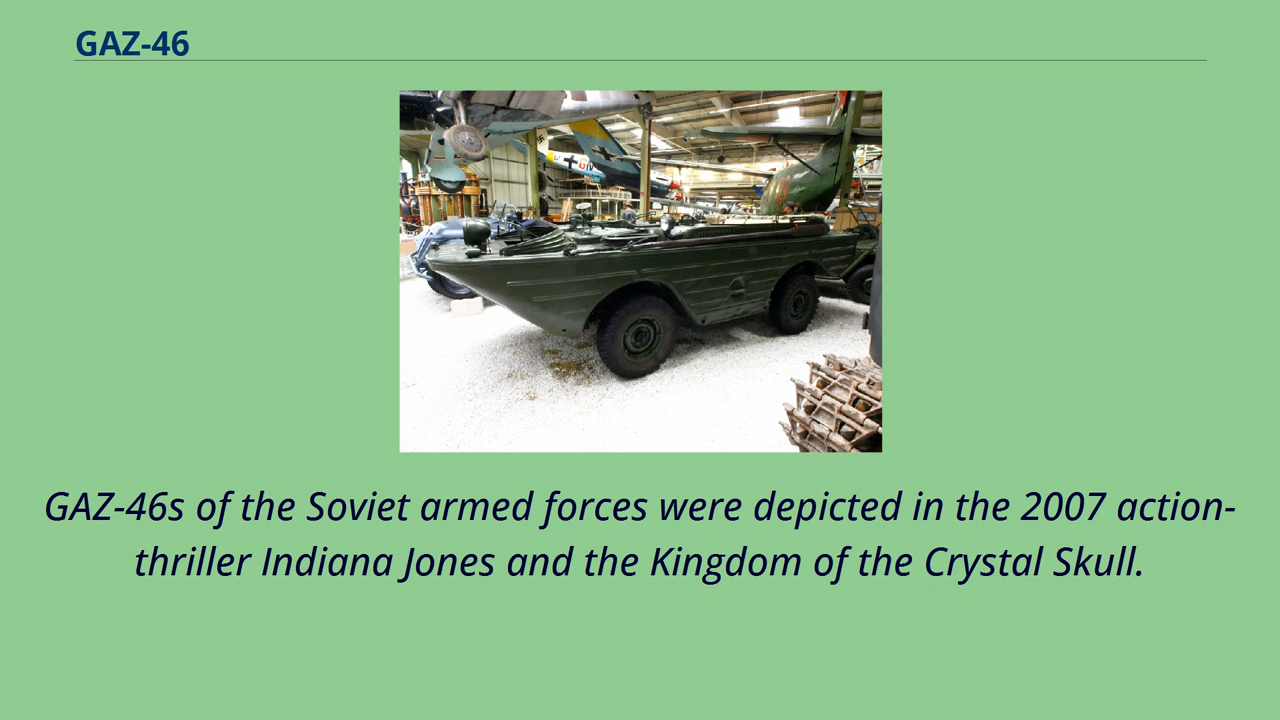 GAZ-46
GAZ-46s of the Soviet armed forces were depicted in the 2007 action-
thriller Indiana Jones and the Kingdom of the Crystal Skull.